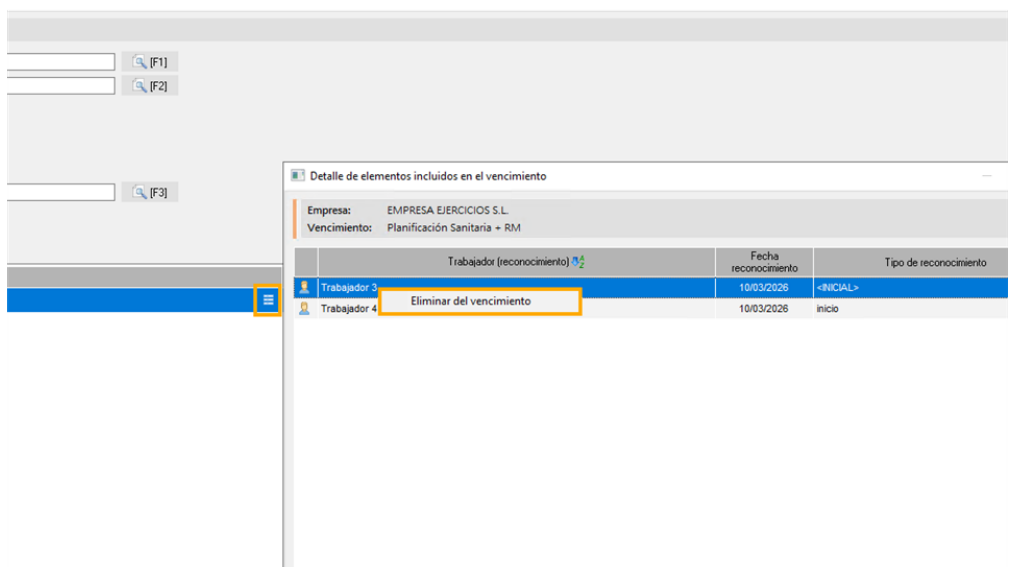 [F1]
[F2]
[F3]
Detalle de elementos incluidos en el vencimiento
Empresa: EMPRESA EJERCICIOS S.L.
Vencimiento: Planificación Sanitaria + RM
Trabajador (reconocimiento) Fecha reconocimiento Tipo de reconocimiento
Trabajador 3 10/03/2026 <INICIAL>
Eliminar del vencimiento
Trabajador 4 10/03/2026 inicio